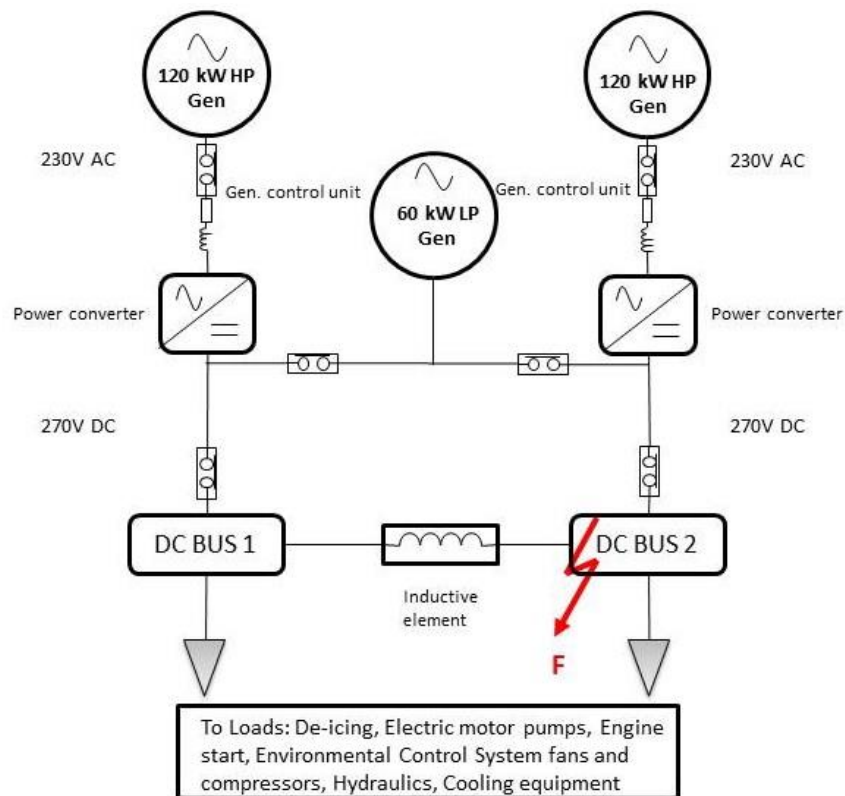 120 kW HP
Gen
120 kW HP
Gen
230V AC
230V AC
Gen. control unit
Gen. control unit
60 kW LP
Gen
Power converter
Power converter
270V DC
270V DC
DC BUS 1
DC BUS 2
Inductive
element
F
To Loads: De-icing, Electric motor pumps, Engine
start, Environmental Control System fans and
compressors, Hydraulics, Cooling equipment